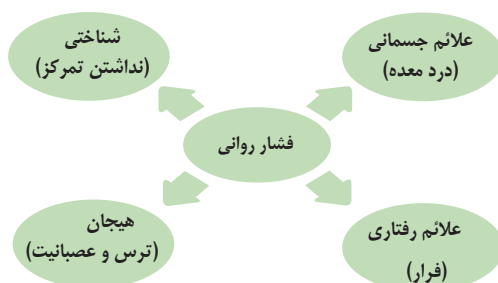 علائم جسمانی
(درد معده)
شناختی
(نداشتن تمرکز)
فشار روانی
علائم رفتاری
(فرار)
هیجان
(ترس و عصبانیت)